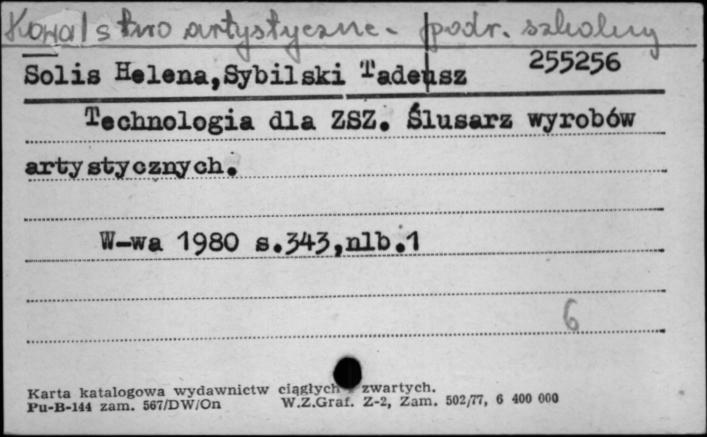 Kowalstwo artystyczne - podr. szkolny
Solis Helena,Sybilski Tadeusz 255256
Technologia dla ZSZ. Ślusarz wyrobów
artystycznych.
W-wa 1980 s.343,nlb.1
6
Karta katalogowa wydawnictw ciągłych zwartych.
Pu-B-144 zam. 567/DW/On W.Z.Graf. Z-2, Zam. 502/77, 6 400 000